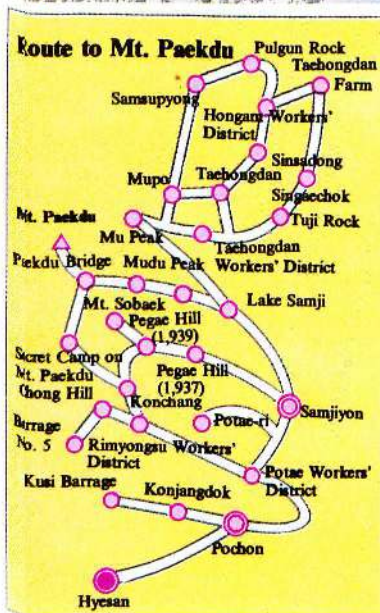 Route to Mt. Paekdu
Pulgun Rock
Taehongdan
Farm
Samsupyong
Hongam Workers'
District
Sinsadong
Taehongdan
Mupo
Singaechok
Mt. Paekdu
Tuji Rock
Mu Peak
Taehongdan
Workers' District
Paekdu Bridge
Mudu Peak
Mt. Sobaek
Lake Samji
Pegae Hill
(1,939)
Secret Camp on
Mt. Paekdu
Pegae Hill
(1,937)
Chong Hill
Konchang
Samjiyon
Barrage
No. 5
Potae-ri
Rimyongsu Workers'
District
Potae Workers'
District
Kusi Barrage
Konjangdok
Pochon
Hyesan